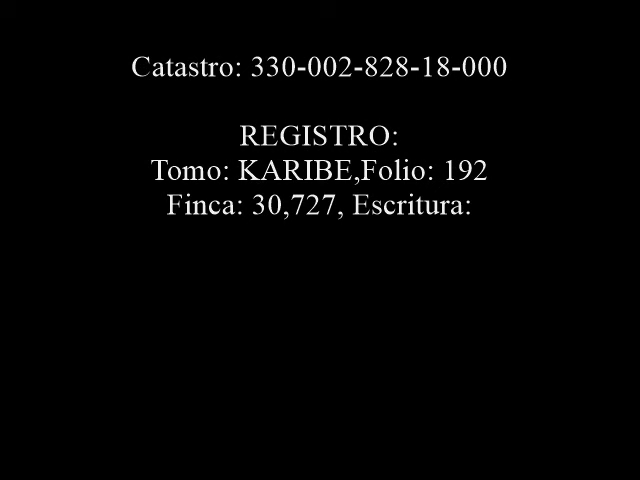 Catastro: 330-002-828-18-000
REGISTRO:
Tomo: KARIBE,Folio: 192
Finca: 30,727, Escritura: